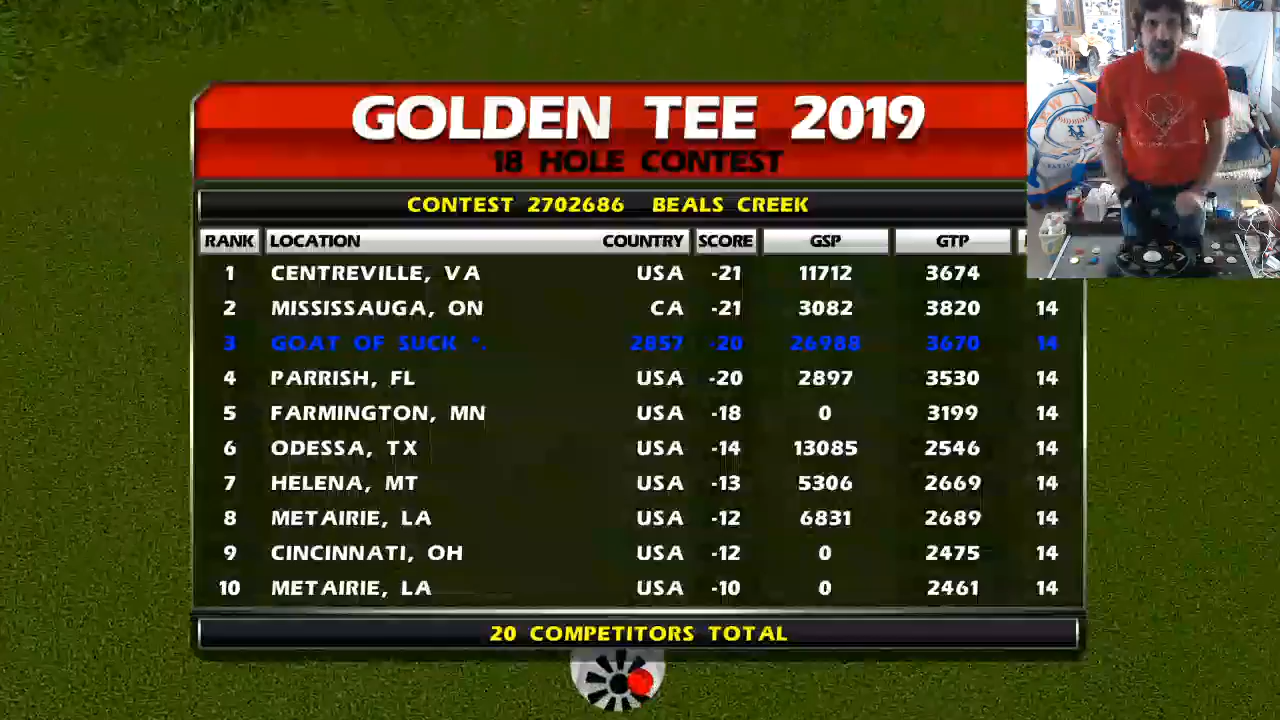 GOLDEN TEE 2019
18 HOLE CONTEST
CONTEST 2702686 BEALS CREEK
RANK LOCATION COUNTRY SCORE GSP GTP
1 CENTREVILLE, VA USA -21 11712 3674
2 MISSISSAUGA, ON CA -21 3082 3820 14
3 GOAT OF SUCK *. 2857 -20 26988 3670 14
4 PARRISH, FL USA -20 2897 3530 14
5 FARMINGTON, MN USA -18 0 3199 14
6 ODESSA, TX USA -14 13085 2546 14
7 HELENA, MT USA -13 5306 2669 14
8 METAIRIE, LA USA -12 6831 2689 14
9 CINCINNATI, OH USA -12 0 2475 14
10 METAIRIE, LA USA -10 0 2461 14
20 COMPETITORS TOTAL